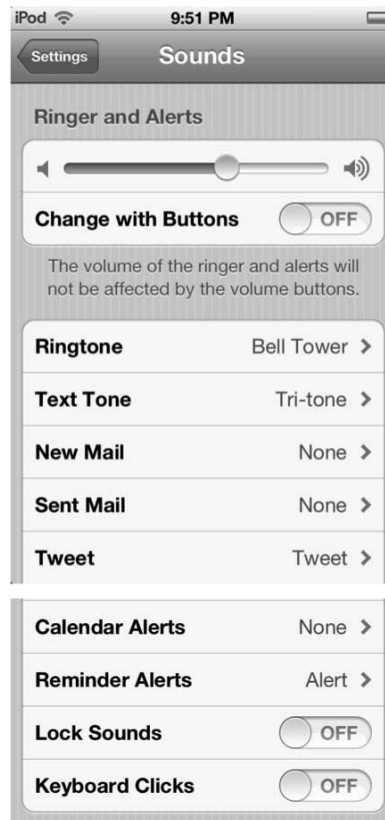 iPod 9:51 PM
Settings Sounds
Ringer and Alerts
Change with Buttons OFF
The volume of the ringer and alerts will
not be affected by the volume buttons.
Ringtone Bell Tower
Text Tone Tri-tone
New Mail None
Sent Mail None
Tweet Tweet
Calendar Alerts None
Reminder Alerts Alert
Lock Sounds OFF
Keyboard Clicks OFF